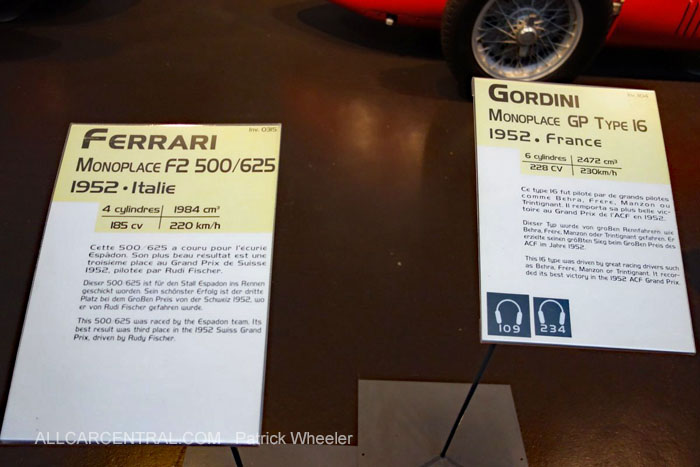 Inv. 0315
FERRARI
MONOPLACE F2 500/625
1952 • Italie
4 cylindres 1984 cm³
185 cv 220 km/h
Cette 500/625 a couru pour l'écurie
Espadon. Son plus beau résultat est une
troisième place au Grand Prix de Suisse
1952, pilotée par Rudi Fischer.
Dieser 500/625 ist für den Stall Espadon ins Rennen
geschickt worden. Sein schönster Erfolg ist der dritte
Platz bei dem Großen Preis von der Schweiz 1952, wo
er von Rudi Fischer gefahren wurde.
This 500/625 was raced by the Espadon team. Its
best result was third place in the 1952 Swiss Grand
Prix, driven by Rudy Fischer.
GORDINI
MONOPLACE GP TYPE 16
1952 • France
6 cylindres 2472 cm³
228 CV 230km/h
Ce type 16 fut piloté par de grands pilotes
comme Behra, Frère, Manzon ou
Trintignant. Il remporta sa plus belle vic-
toire au Grand Prix de l'ACF en 1952.
Dieser Typ wurde von großen Rennfahrern wie
Behra, Frère, Manzon oder Trintignant gefahren. Er
erzielte seinen größten Sieg beim Großen Preis des
ACF im Jahre 1952.
This 16 type was driven by great racing drivers such
as Behra, Frere, Manzon or Trintignant. It recor-
ded its best victory in the 1952 ACF Grand Prix.
109 234
ALLCARCENTRAL.COM Patrick Wheeler